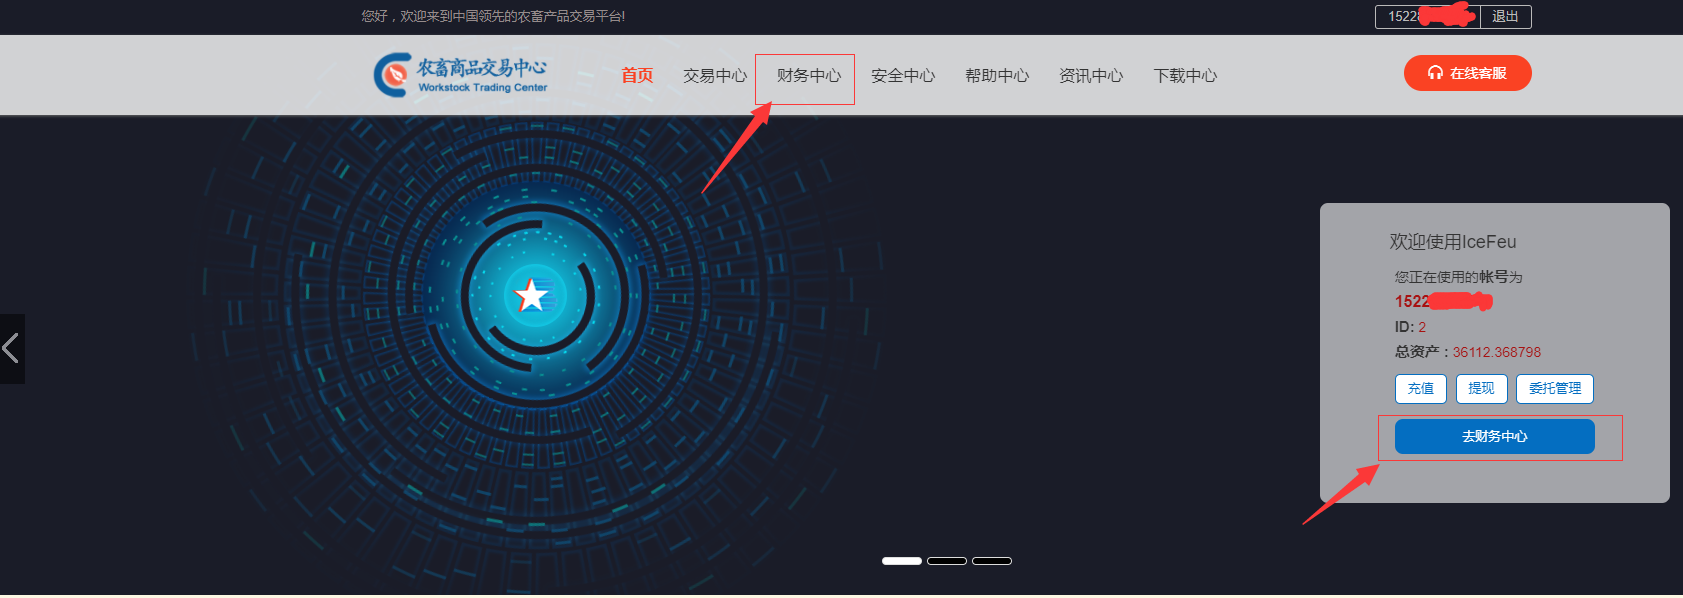 您好，欢迎来到中国领先的农畜产品交易平台!
1522
退出
农畜商品交易中心
Workstock Trading Center
首页 交易中心 财务中心 安全中心 帮助中心 资讯中心 下载中心
在线客服
欢迎使用IceFeu
您正在使用的帐号为
1522
ID: 2
总资产：36112.368798
充值 提现 委托管理
去财务中心